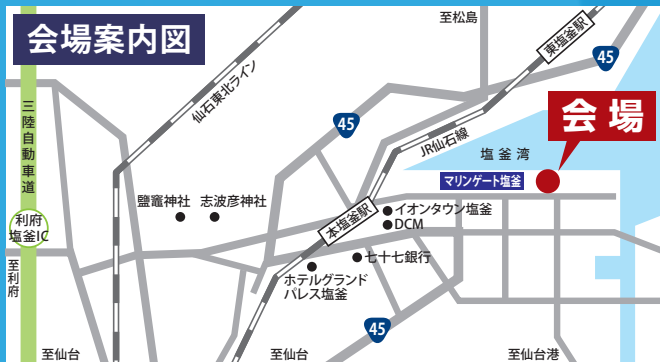 会場案内図
至松島
東塩釜駅
45
仙石東北ライン
45
会場
三陸自動車道
JR仙石線
塩釜湾
マリンゲート塩釜
鹽竈神社
志波彦神社
本塩釜駅
イオンタウン塩釜
DCM
利府
塩釜IC
七十七銀行
至利府
ホテルグランド
パレス塩釜
45
至仙台
至仙台
至仙台港